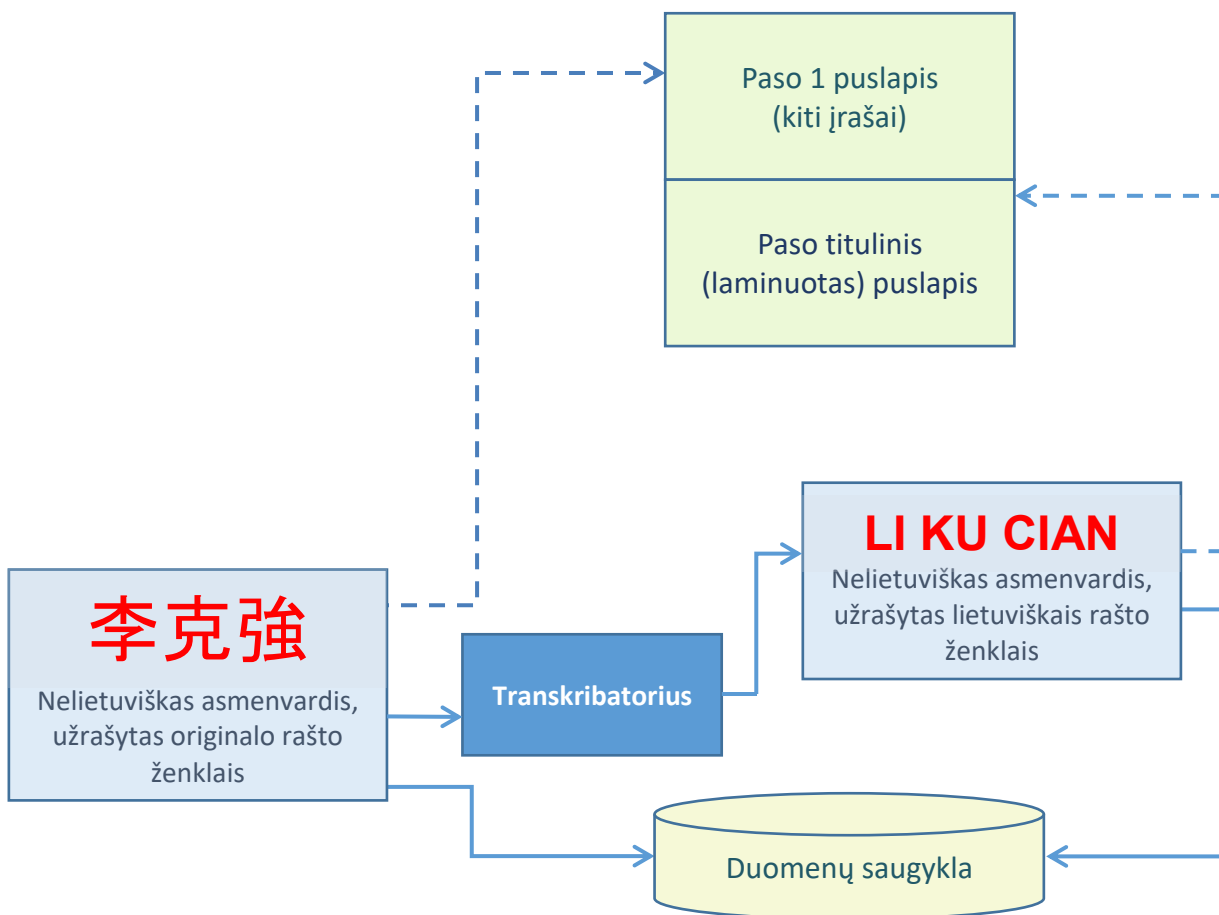 Paso 1 puslapis
(kiti įrašai)
Paso titulinis
(laminuotas) puslapis
LI KU CIAN
Nelietuviškas asmenvardis,
užrašytas lietuviškais rašto
ženklais
李克強
Nelietuviškas asmenvardis,
užrašytas originalo rašto
ženklais
Transkribatorius
Duomenų saugykla